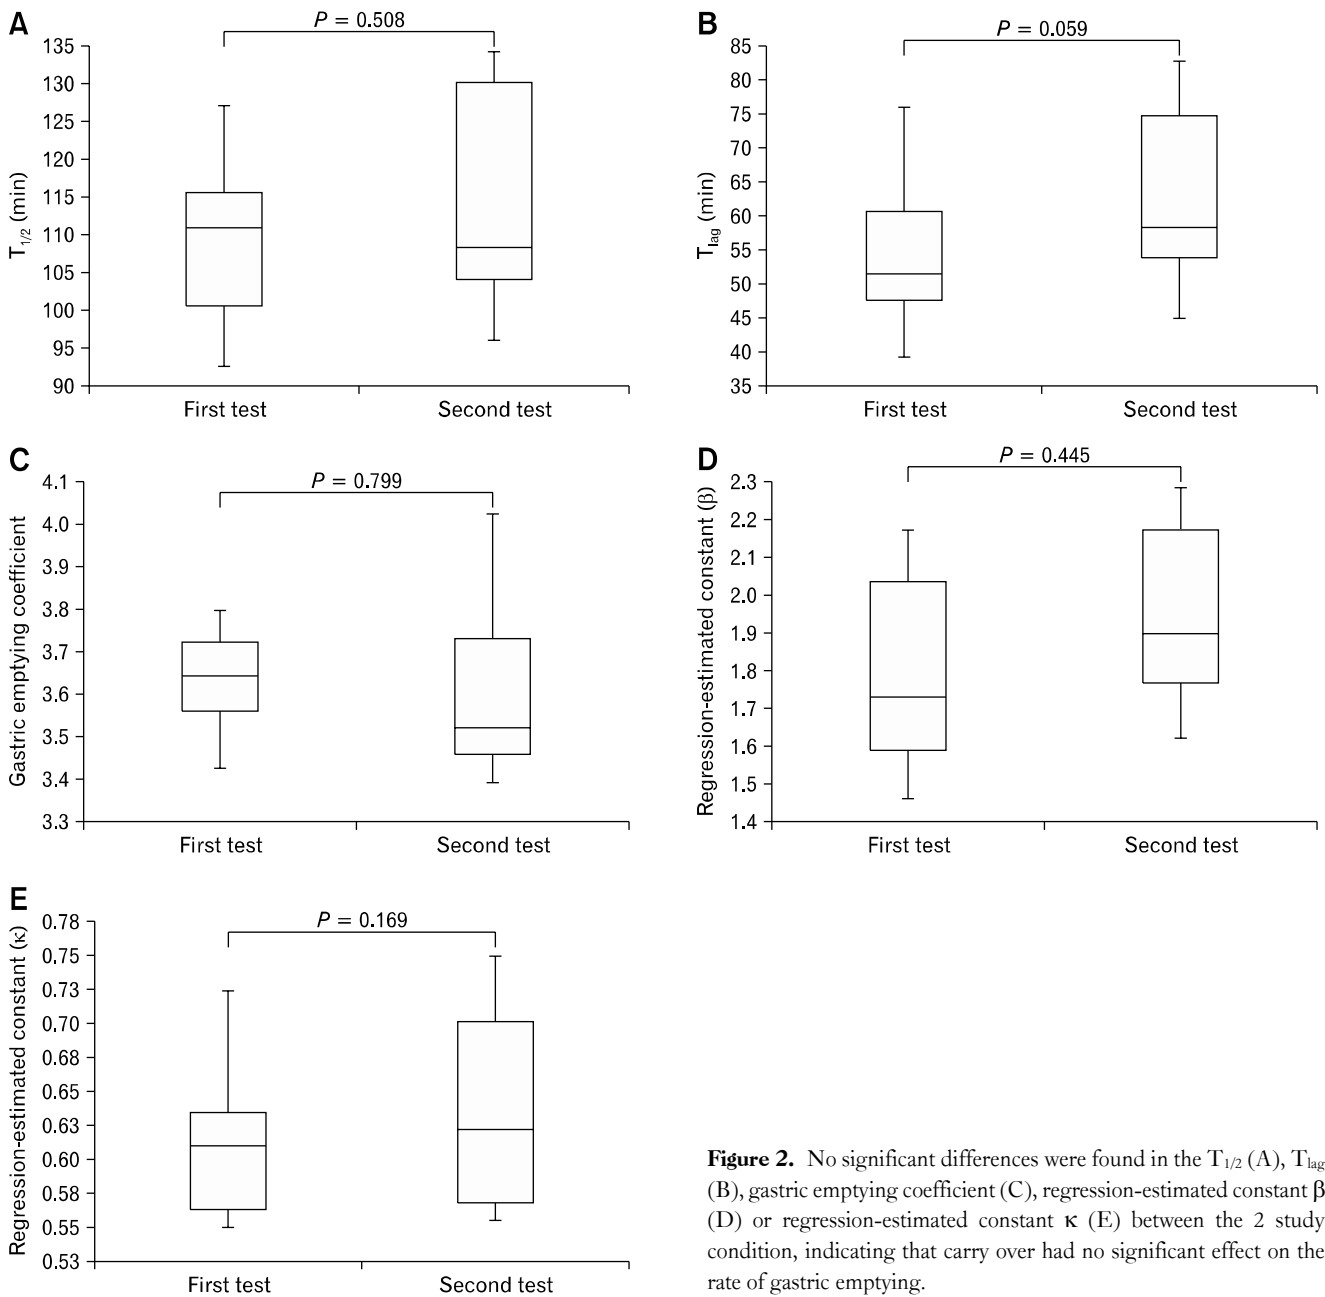 A
P = 0.508
T1/2 (min)
135
130
125
120
115
110
105
100
95
90
First test
Second test
B
P = 0.059
Tlag (min)
85
80
75
70
65
60
55
50
45
40
35
First test
Second test
C
P = 0.799
Gastric emptying coefficient
4.1
4.0
3.9
3.8
3.7
3.6
3.5
3.4
3.3
First test
Second test
D
P = 0.445
Regression-estimated constant (β)
2.3
2.2
2.1
2.0
1.9
1.8
1.7
1.6
1.5
1.4
First test
Second test
E
P = 0.169
Regression-estimated constant (κ)
0.78
0.75
0.73
0.70
0.68
0.65
0.63
0.60
0.58
0.55
0.53
First test
Second test
Figure 2. No significant differences were found in the T1/2 (A), Tlag
(B), gastric emptying coefficient (C), regression-estimated constant β
(D) or regression-estimated constant κ (E) between the 2 study
condition, indicating that carry over had no significant effect on the
rate of gastric emptying.